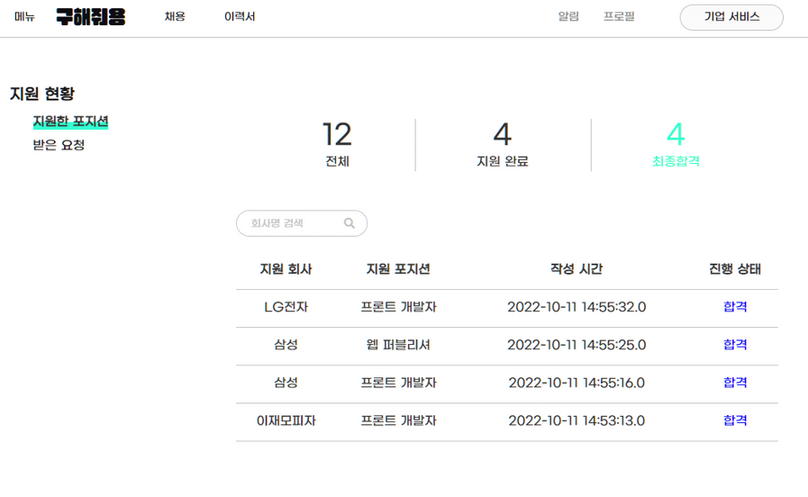 메뉴 구해줘용 채용 이력서 알림 프로필 기업 서비스
지원 현황
지원한 포지션
받은 요청
12 4 4
전체 지원 완료 최종합격
회사명 검색
지원 회사 지원 포지션 작성 시간 진행 상태
LG전자 프론트 개발자 2022-10-11 14:55:32.0 합격
삼성 웹 퍼블리셔 2022-10-11 14:55:25.0 합격
삼성 프론트 개발자 2022-10-11 14:55:16.0 합격
이재모피자 프론트 개발자 2022-10-11 14:53:13.0 합격